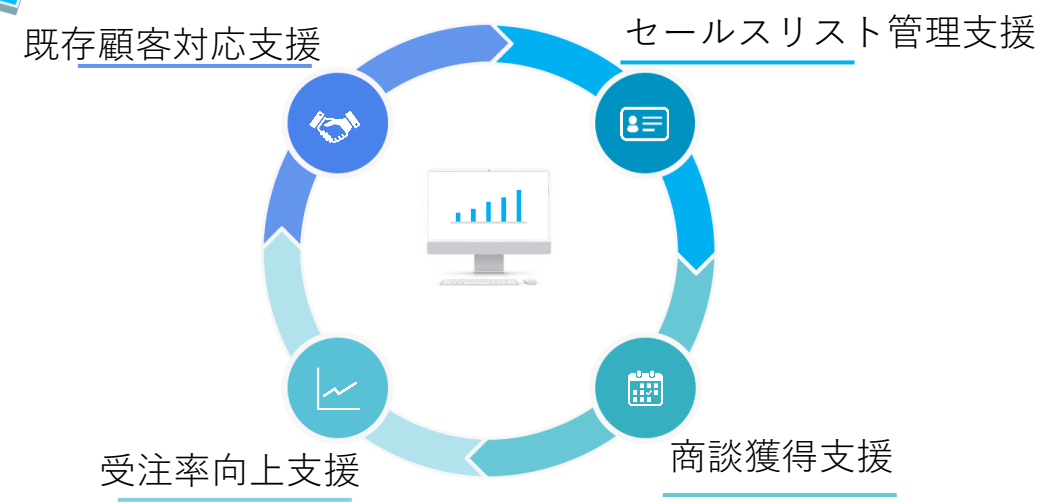 既存顧客対応支援
セールスリスト管理支援
受注率向上支援
商談獲得支援